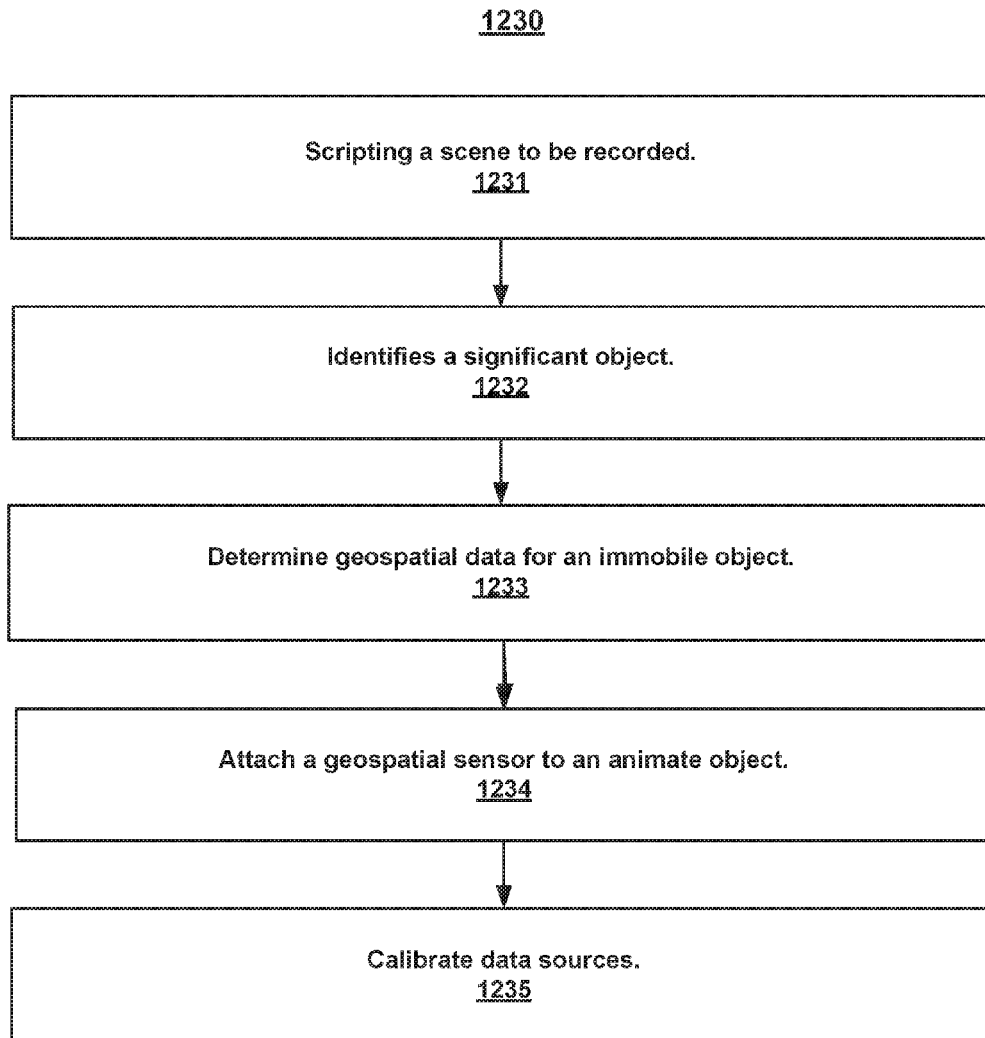 1230
Scripting a scene to be recorded.
1231
Identifies a significant object.
1232
Determine geospatial data for an immobile object.
1233
Attach a geospatial sensor to an animate object.
1234
Calibrate data sources.
1235